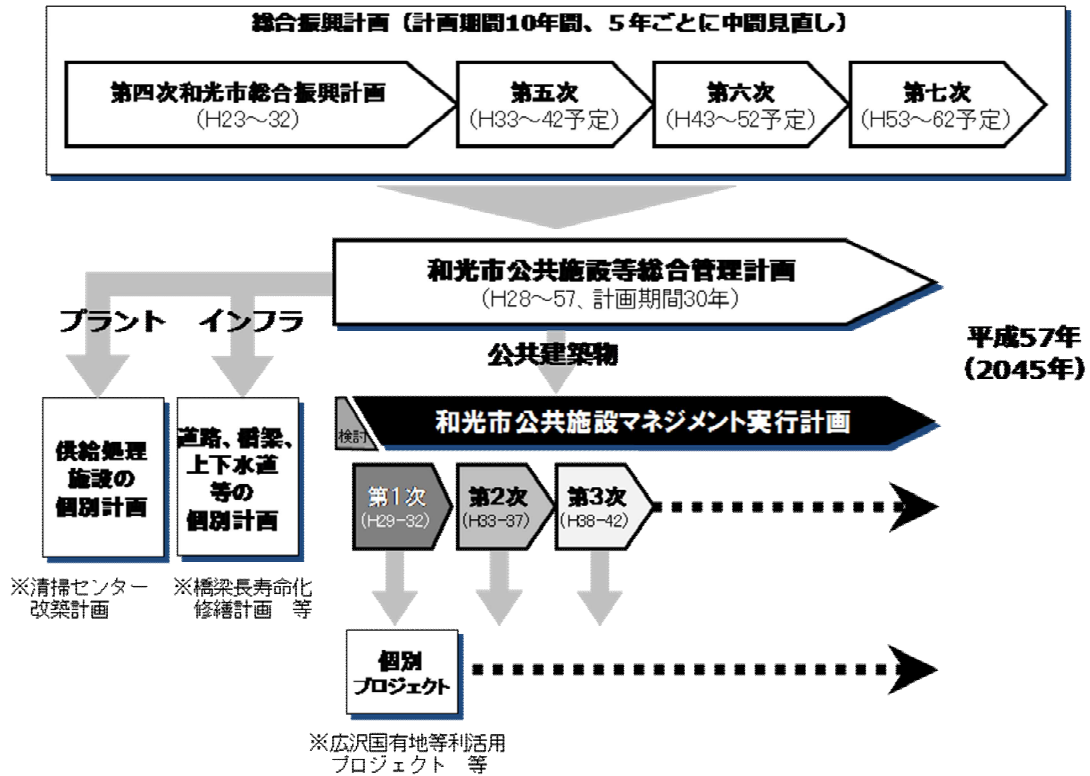 総合振興計画（計画期間10年間、５年ごとに中間見直し）
第四次和光市総合振興計画
（H23～32）
第五次
（H33～42予定）
第六次
（H43～52予定）
第七次
（H53～62予定）
和光市公共施設等総合管理計画
（H28～57、計画期間30年）
プラント
インフラ
公共建築物
平成57年
（2045年）
検討
和光市公共施設マネジメント実行計画
供給処理
施設の
個別計画
道路、橋梁、
上下水道
等の
個別計画
第1次
（H29-32）
第2次
（H33-37）
第3次
（H38-42）
※清掃センター
改築計画
※橋梁長寿命化
修繕計画　等
個別
プロジェクト
※広沢国有地等利活用
プロジェクト　等